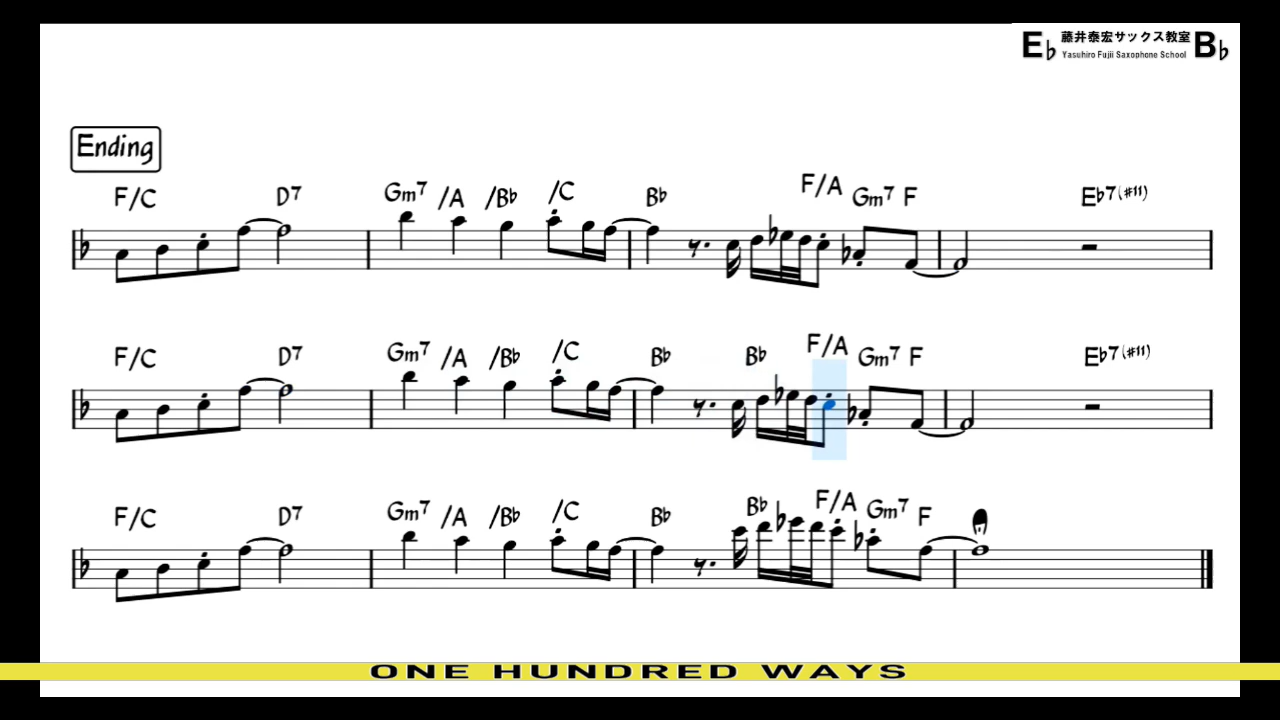 E♭ 藤井泰宏サックス教室 B♭
Yasuhiro Fujii Saxophone School
Ending
F/C D7 Gm7 /A /B♭ /C B♭ F/A Gm7 F E♭7(#11)
F/C D7 Gm7 /A /B♭ /C B♭ B♭ F/A Gm7 F E♭7(#11)
F/C D7 Gm7 /A /B♭ /C B♭ B♭ F/A Gm7 F
ONE HUNDRED WAYS